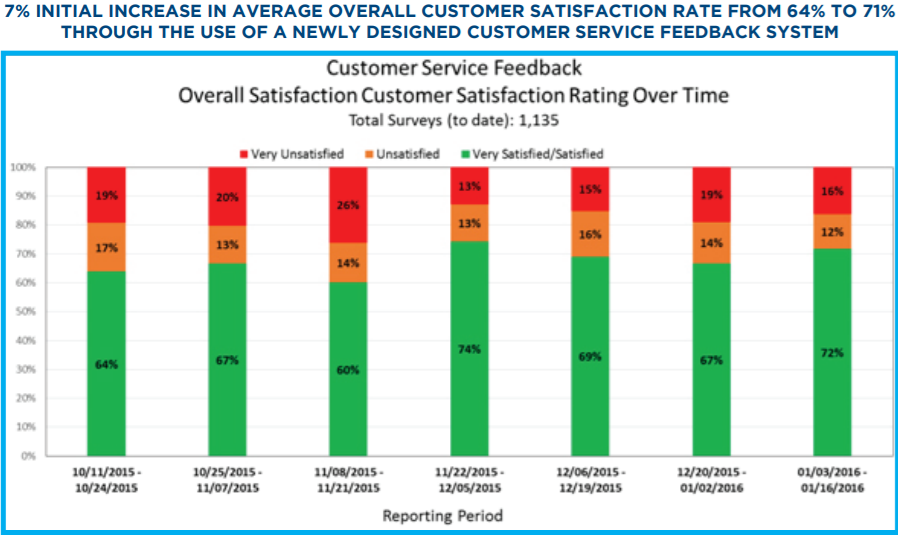 7% INITIAL INCREASE IN AVERAGE OVERALL CUSTOMER SATISFACTION RATE FROM 64% TO 71%
THROUGH THE USE OF A NEWLY DESIGNED CUSTOMER SERVICE FEEDBACK SYSTEM
Customer Service Feedback
Overall Satisfaction Customer Satisfaction Rating Over Time
Total Surveys (to date): 1,135
Very Unsatisfied Unsatisfied Very Satisfied/Satisfied
100%
90%
80%
70%
60%
50%
40%
30%
20%
10%
0%
19% 20% 26% 13% 15% 19% 16%
17% 13% 14% 13% 16% 14% 12%
64% 67% 60% 74% 69% 67% 72%
10/11/2015 - 10/25/2015 - 11/08/2015 - 11/22/2015 - 12/06/2015 - 12/20/2015 - 01/03/2016 -
10/24/2015 11/07/2015 11/21/2015 12/05/2015 12/19/2015 01/02/2016 01/16/2016
Reporting Period